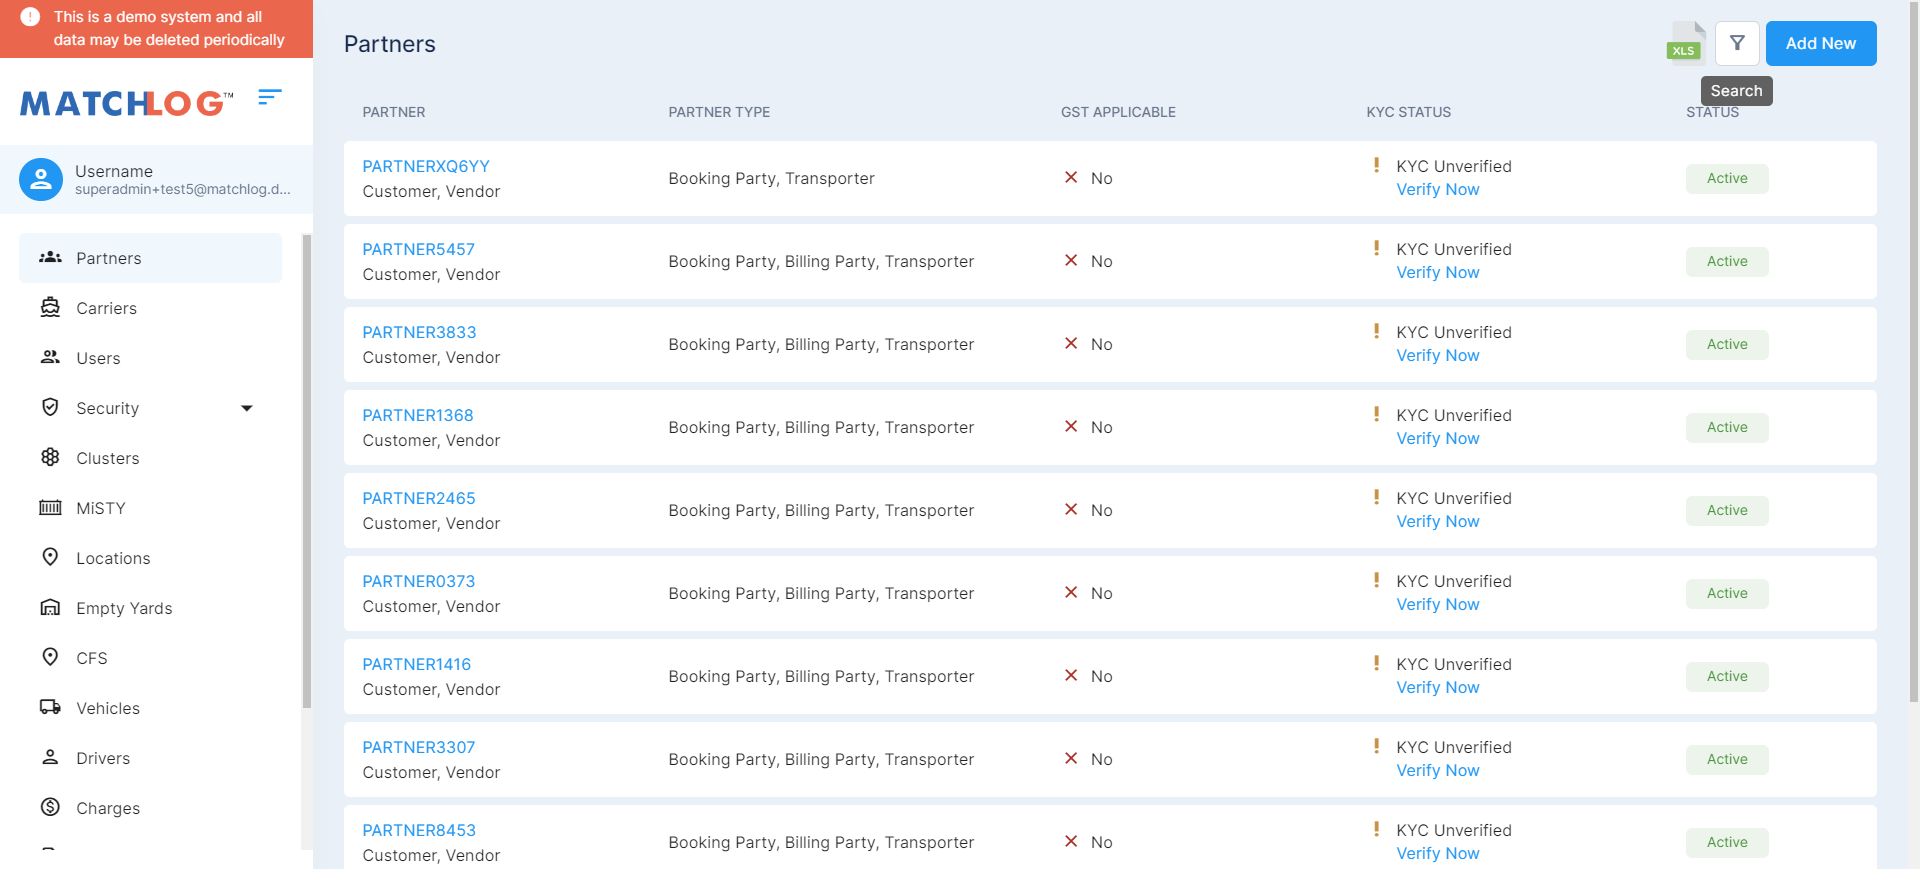 This is a demo system and all
data may be deleted periodically
MATCHLOG™
Username
superadmin+test5@matchlog.d...
Partners
Carriers
Users
Security
Clusters
MiSTY
Locations
Empty Yards
CFS
Vehicles
Drivers
Charges
Partners
XLS
Add New
Search
PARTNER PARTNER TYPE GST APPLICABLE KYC STATUS STATUS
PARTNERXQ6YY
Customer, Vendor
Booking Party, Transporter
No
KYC Unverified
Verify Now
Active
PARTNER5457
Customer, Vendor
Booking Party, Billing Party, Transporter
No
KYC Unverified
Verify Now
Active
PARTNER3833
Customer, Vendor
Booking Party, Billing Party, Transporter
No
KYC Unverified
Verify Now
Active
PARTNER1368
Customer, Vendor
Booking Party, Billing Party, Transporter
No
KYC Unverified
Verify Now
Active
PARTNER2465
Customer, Vendor
Booking Party, Billing Party, Transporter
No
KYC Unverified
Verify Now
Active
PARTNER0373
Customer, Vendor
Booking Party, Billing Party, Transporter
No
KYC Unverified
Verify Now
Active
PARTNER1416
Customer, Vendor
Booking Party, Billing Party, Transporter
No
KYC Unverified
Verify Now
Active
PARTNER3307
Customer, Vendor
Booking Party, Billing Party, Transporter
No
KYC Unverified
Verify Now
Active
PARTNER8453
Customer, Vendor
Booking Party, Billing Party, Transporter
No
KYC Unverified
Verify Now
Active